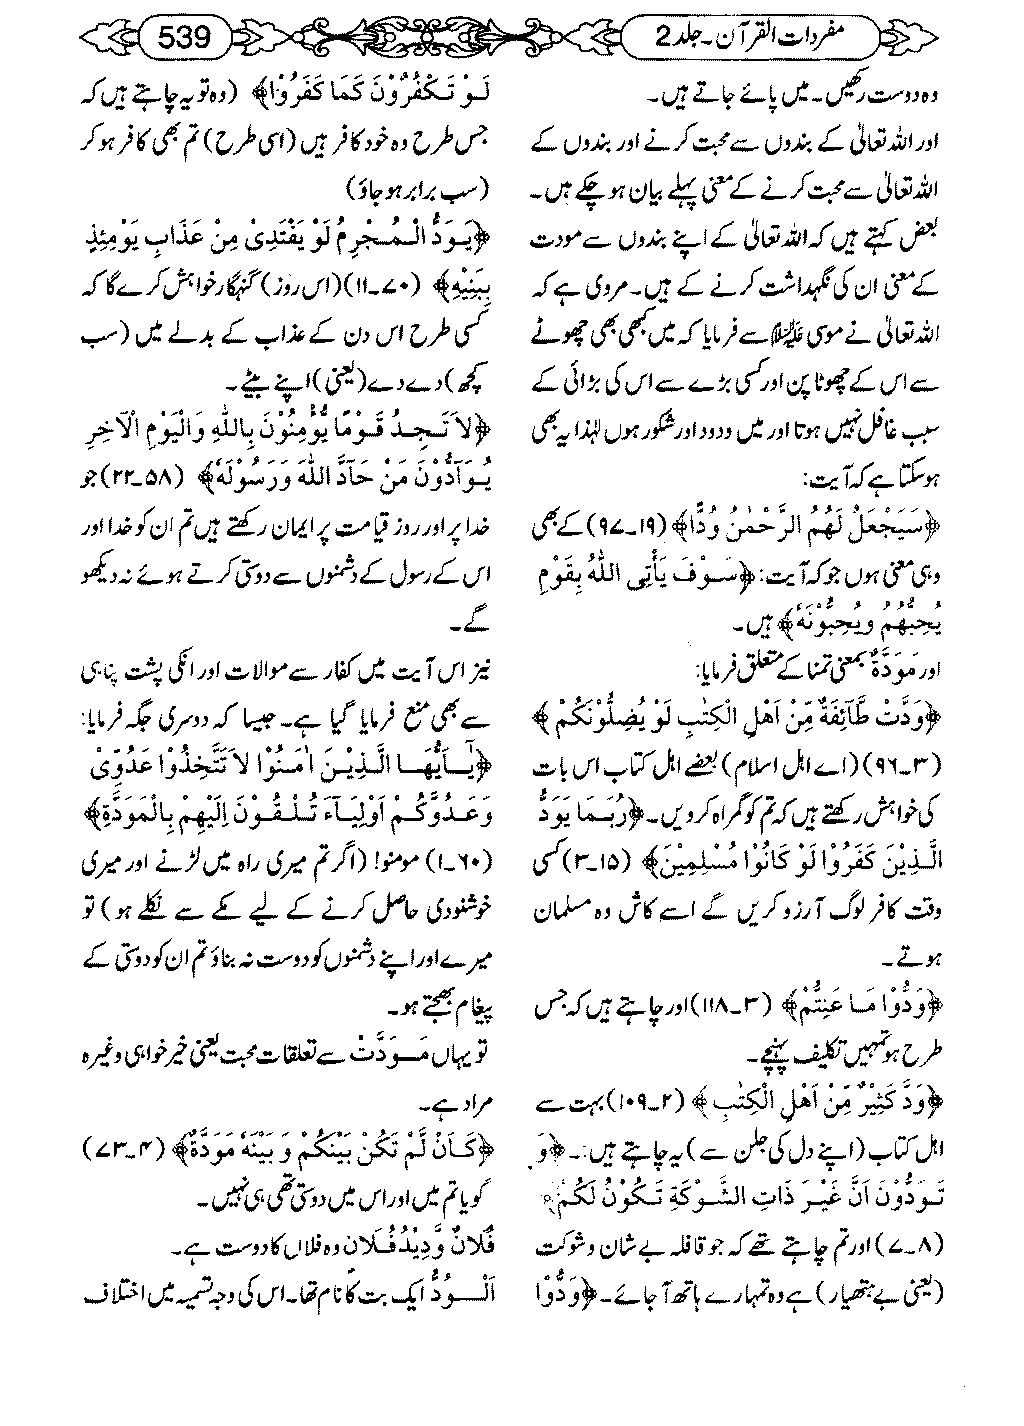 مفردات القرآن ۔ جلد 2
539
وہ دوست رکھیں ۔ میں پائے جاتے ہیں۔
اور اللہ تعالیٰ کے بندوں سے محبت کرنے اور بندوں کے
اللہ تعالیٰ سے محبت کرنے کے معنی پہلے بیان ہوچکے ہیں۔
بعض کہتے ہیں کہ اللہ تعالیٰ کے اپنے بندوں سے مودت
کے معنی ان کی نگہداشت کرنے کے ہیں۔ مروی ہے کہ
اللہ تعالیٰ نے موسی علیہ السلام سے فرمایا کہ میں کبھی بھی چھوٹے
سے اس کے چھوٹا پن اور کسی بڑے سے اس کی بڑائی کے
سبب غافل نہیں ہوتا اور میں ودود اور شکور ہوں لہٰذا یہ بھی
ہوسکتا ہے کہ آیت:
﴿سَيَجْعَلُ لَهُمُ الرَّحْمٰنُ وُدًّا﴾ (۱۹۔۹۶) کے بھی
وہی معنی ہوں جو کہ آیت: ﴿سَوْفَ يَأْتِى اللّٰهُ بِقَوْمٍ
يُحِبُّهُمْ وَيُحِبُّوْنَهٗ﴾ ہیں۔
اور مَوَدَّةٌ بمعنی تمنا کے متعلق فرمایا:
﴿وَدَّتْ طَّآئِفَةٌ مِّنْ اَهْلِ الْكِتٰبِ لَوْ يُضِلُّوْنَكُمْ﴾
(۳۔۶۹) (اے اہل اسلام) بعضے اہل کتاب اس بات
کی خواہش رکھتے ہیں کہ تم کو گمراہ کردیں۔ ﴿رُبَمَا يَوَدُّ
الَّذِيْنَ كَفَرُوْا لَوْ كَانُوْا مُسْلِمِيْنَ﴾ (۱۵۔۲) کسی
وقت کافر لوگ آرزو کریں گے اے کاش وہ مسلمان
ہوتے۔
﴿وَدُّوْا مَا عَنِتُّمْ﴾ (۳۔۱۱۸) اور چاہتے ہیں کہ جس
طرح ہو تمہیں تکلیف پہنچے۔
﴿وَدَّ كَثِيْرٌ مِّنْ اَهْلِ الْكِتٰبِ﴾ (۲۔۱۰۹) بہت سے
اہل کتاب (اپنے دل کی جلن سے) یہ چاہتے ہیں:۔ ﴿وَ
تَوَدُّوْنَ اَنَّ غَيْرَ ذَاتِ الشَّوْكَةِ تَكُوْنُ لَكُمْ﴾
(۸۔۷) اور تم چاہتے تھے کہ جو قافلہ بے شان و شوکت
(یعنی بے ہتھیار) ہے وہ تمہارے ہاتھ آجائے۔ ﴿وَدُّوْا
لَوْ تَكْفُرُوْنَ كَمَا كَفَرُوْا﴾ (وہ تو یہ چاہتے ہیں کہ
جس طرح وہ خود کافر ہیں (اسی طرح) تم بھی کافر ہوکر
(سب برابر ہوجاؤ)
﴿يَوَدُّ الْمُجْرِمُ لَوْ يَفْتَدِىْ مِنْ عَذَابِ يَوْمِئِذٍ
بِبَنِيْهِ﴾ (۷۰۔۱۱) (اس روز) گنہگار خواہش کرے گا کہ
کسی طرح اس دن کے عذاب کے بدلے میں (سب
کچھ) دے دے (یعنی) اپنے بیٹے۔
﴿لَا تَجِدُ قَوْمًا يُّؤْمِنُوْنَ بِاللّٰهِ وَالْيَوْمِ الْاٰخِرِ
يُوَآدُّوْنَ مَنْ حَآدَّ اللّٰهَ وَرَسُوْلَهٗ﴾ (۵۸۔۲۲) جو
خدا پر اور روز قیامت پر ایمان رکھتے ہیں تم ان کو خدا اور
اس کے رسول کے دشمنوں سے دوستی کرتے ہوئے نہ دیکھو
گے۔
نیز اس آیت میں کفار سے موالات اور انکی پشت پناہی
سے بھی منع فرمایا گیا ہے۔ جیسا کہ دوسری جگہ فرمایا:
﴿يٰٓاَيُّهَا الَّذِيْنَ اٰمَنُوْا لَا تَتَّخِذُوْا عَدُوِّىْ
وَعَدُوَّكُمْ اَوْلِيَآءَ تُلْقُوْنَ اِلَيْهِمْ بِالْمَوَدَّةِ﴾
(۶۰۔۱) مومنو! (اگر تم میری راہ میں لڑنے اور میری
خوشنودی حاصل کرنے کے لیے مکے سے نکلے ہو) تو
میرے اور اپنے دشمنوں کو دوست نہ بناؤ تم ان کو دوستی کے
پیغام بھیجتے ہو۔
تو یہاں مَوَدَّتْ سے تعلقات محبت یعنی خیر خواہی وغیرہ
مراد ہے۔
﴿كَاَنْ لَّمْ تَكُنْ بَيْنَكُمْ وَ بَيْنَهٗ مَوَدَّةٌ﴾ (۴۔۷۳)
گویا تم میں اور اس میں دوستی تھی ہی نہیں۔
فُلَانٌ وَّدِيْدُ فُلَان وہ فلاں کا دوست ہے۔
اَلْوُدُّ ایک بت کا نام تھا۔ اس کی وجہ تسمیہ میں اختلاف